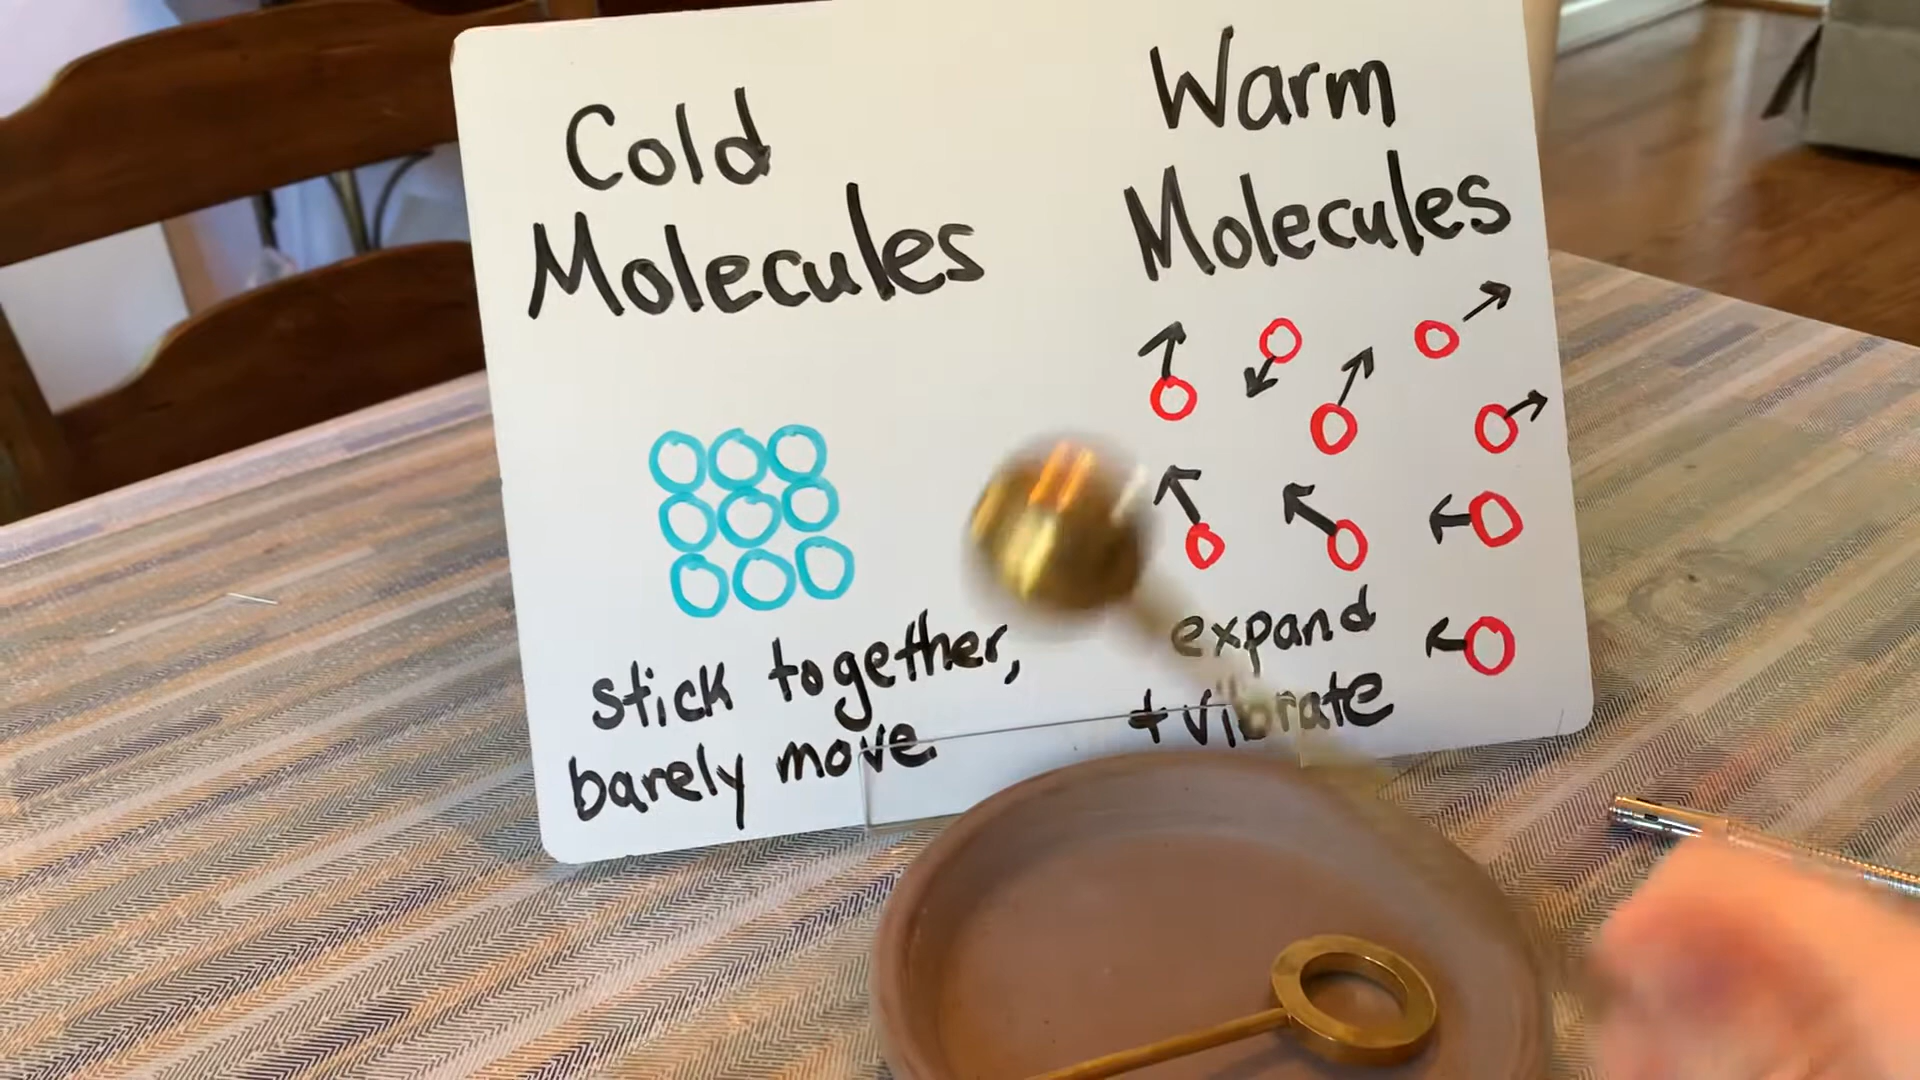 Cold
Molecules
stick together,
barely move.
Warm
Molecules
expand
+ vibrate